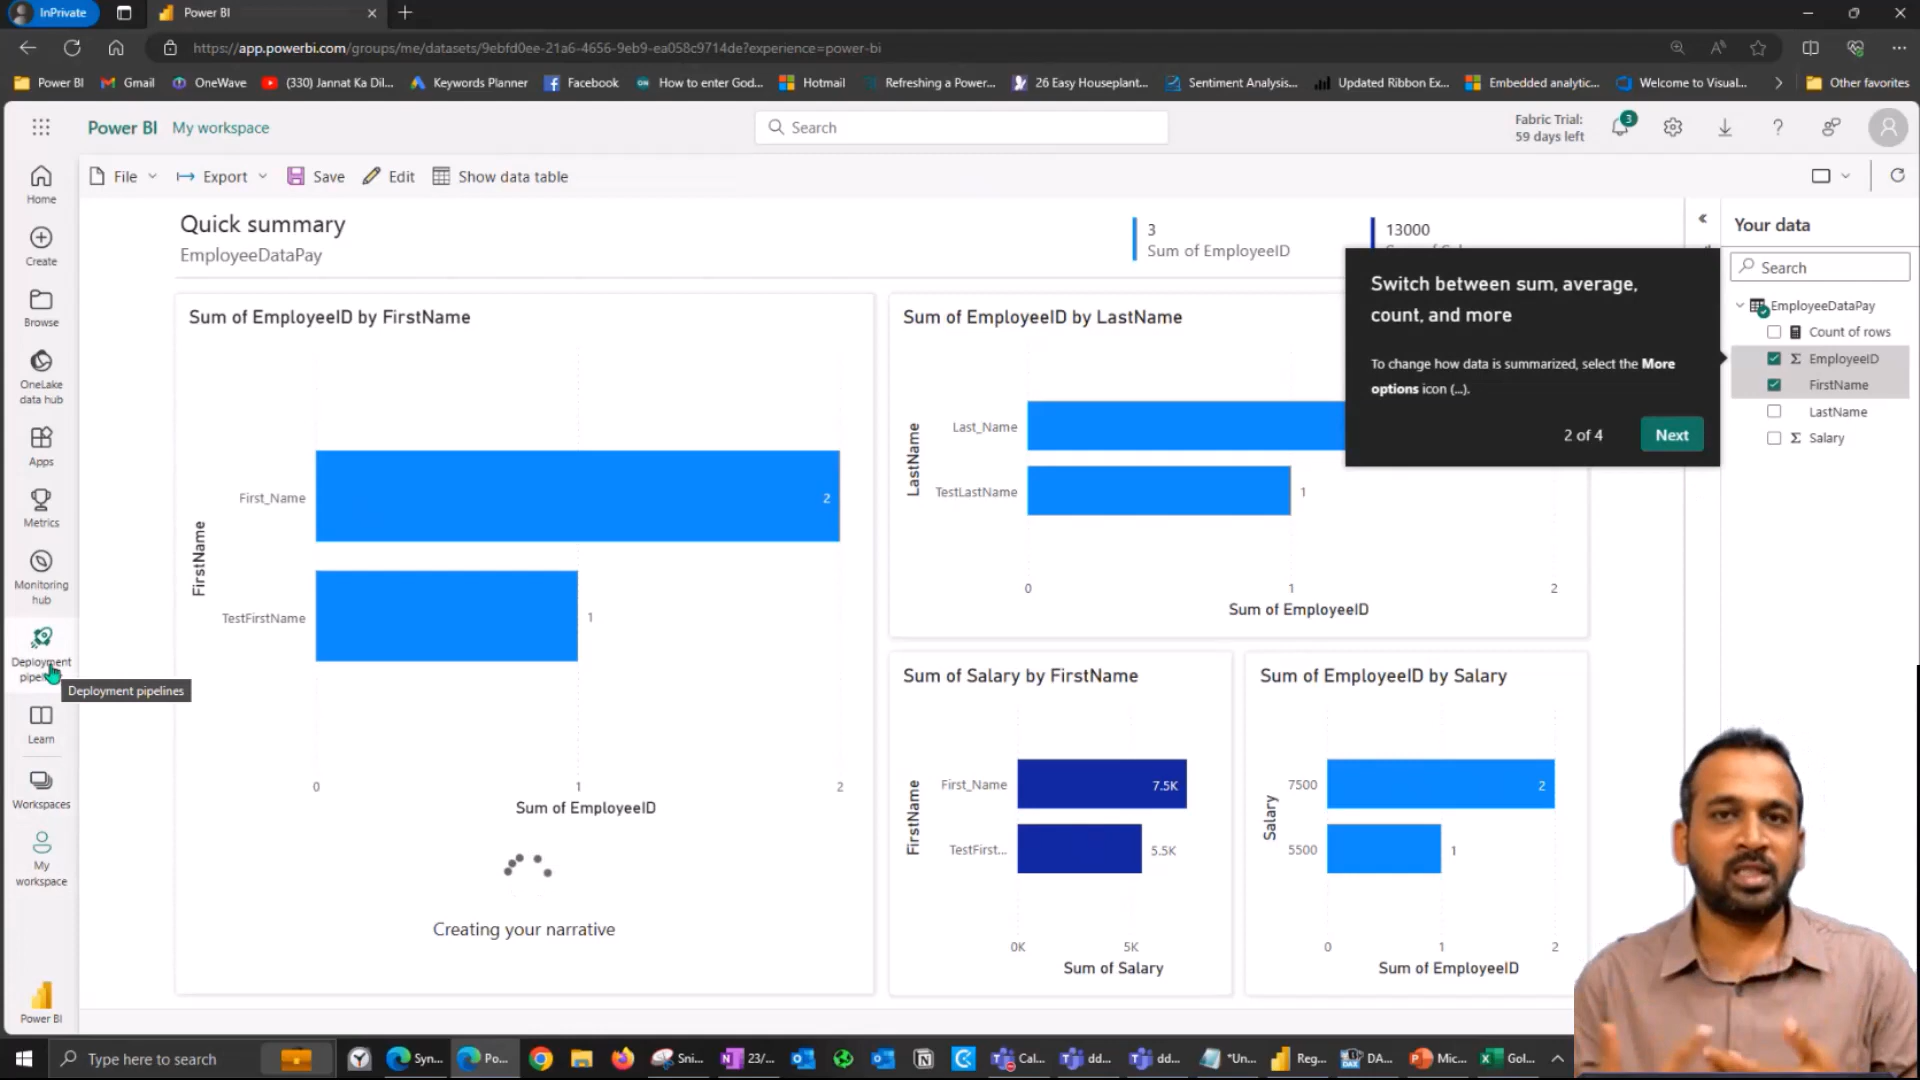 InPrivate
Power BI
https://app.powerbi.com/groups/me/datasets/9ebfd0ee-21a6-4656-9eb9-ea058c9714de?experience=power-bi
Power BI
Gmail
OneWave
(330) Jannat Ka Dil...
Keywords Planner
Facebook
How to enter God...
Hotmail
Refreshing a Power...
26 Easy Houseplant...
Sentiment Analysis...
Updated Ribbon Ex...
Embedded analytic...
Welcome to Visual...
Other favorites
Power BI My workspace
Search
Fabric Trial:
59 days left
3
File
Export
Save
Edit
Show data table
Home
Create
Browse
OneLake
data hub
Apps
Metrics
Monitoring
hub
Deployment
Deployment pipelines
Learn
Workspaces
My
workspace
Power BI
Quick summary
EmployeeDataPay
3
Sum of EmployeeID
13000
Sum of EmployeeID by FirstName
FirstName
First_Name
2
TestFirstName
1
0 1 2
Sum of EmployeeID
Creating your narrative
Sum of EmployeeID by LastName
LastName
Last_Name
TestLastName
1
0 1 2
Sum of EmployeeID
Sum of Salary by FirstName
FirstName
First_Name
7.5K
TestFirst...
5.5K
0K 5K
Sum of Salary
Sum of EmployeeID by Salary
Salary
7500
2
5500
1
0 1 2
Sum of EmployeeID
Switch between sum, average,
count, and more
To change how data is summarized, select the More
options icon (...).
2 of 4
Next
Your data
Search
EmployeeDataPay
Count of rows
EmployeeID
FirstName
LastName
Salary
Type here to search
Syn...
Po...
Sni...
23/...
Cal...
dd...
dd...
*Un...
Reg...
DA...
Mic...
Gol...